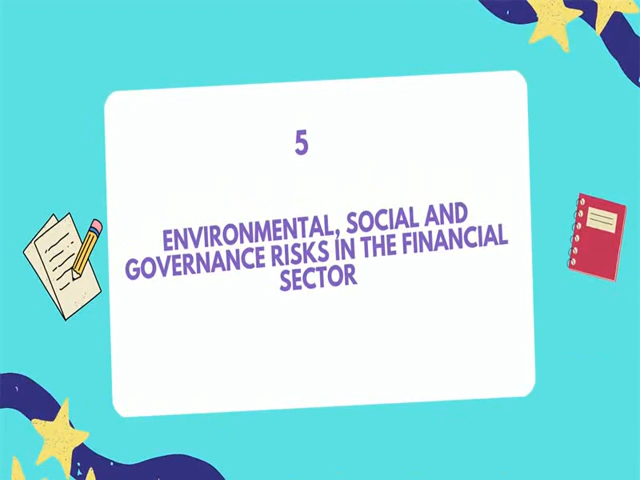 5
ENVIRONMENTAL, SOCIAL AND
GOVERNANCE RISKS IN THE FINANCIAL
SECTOR